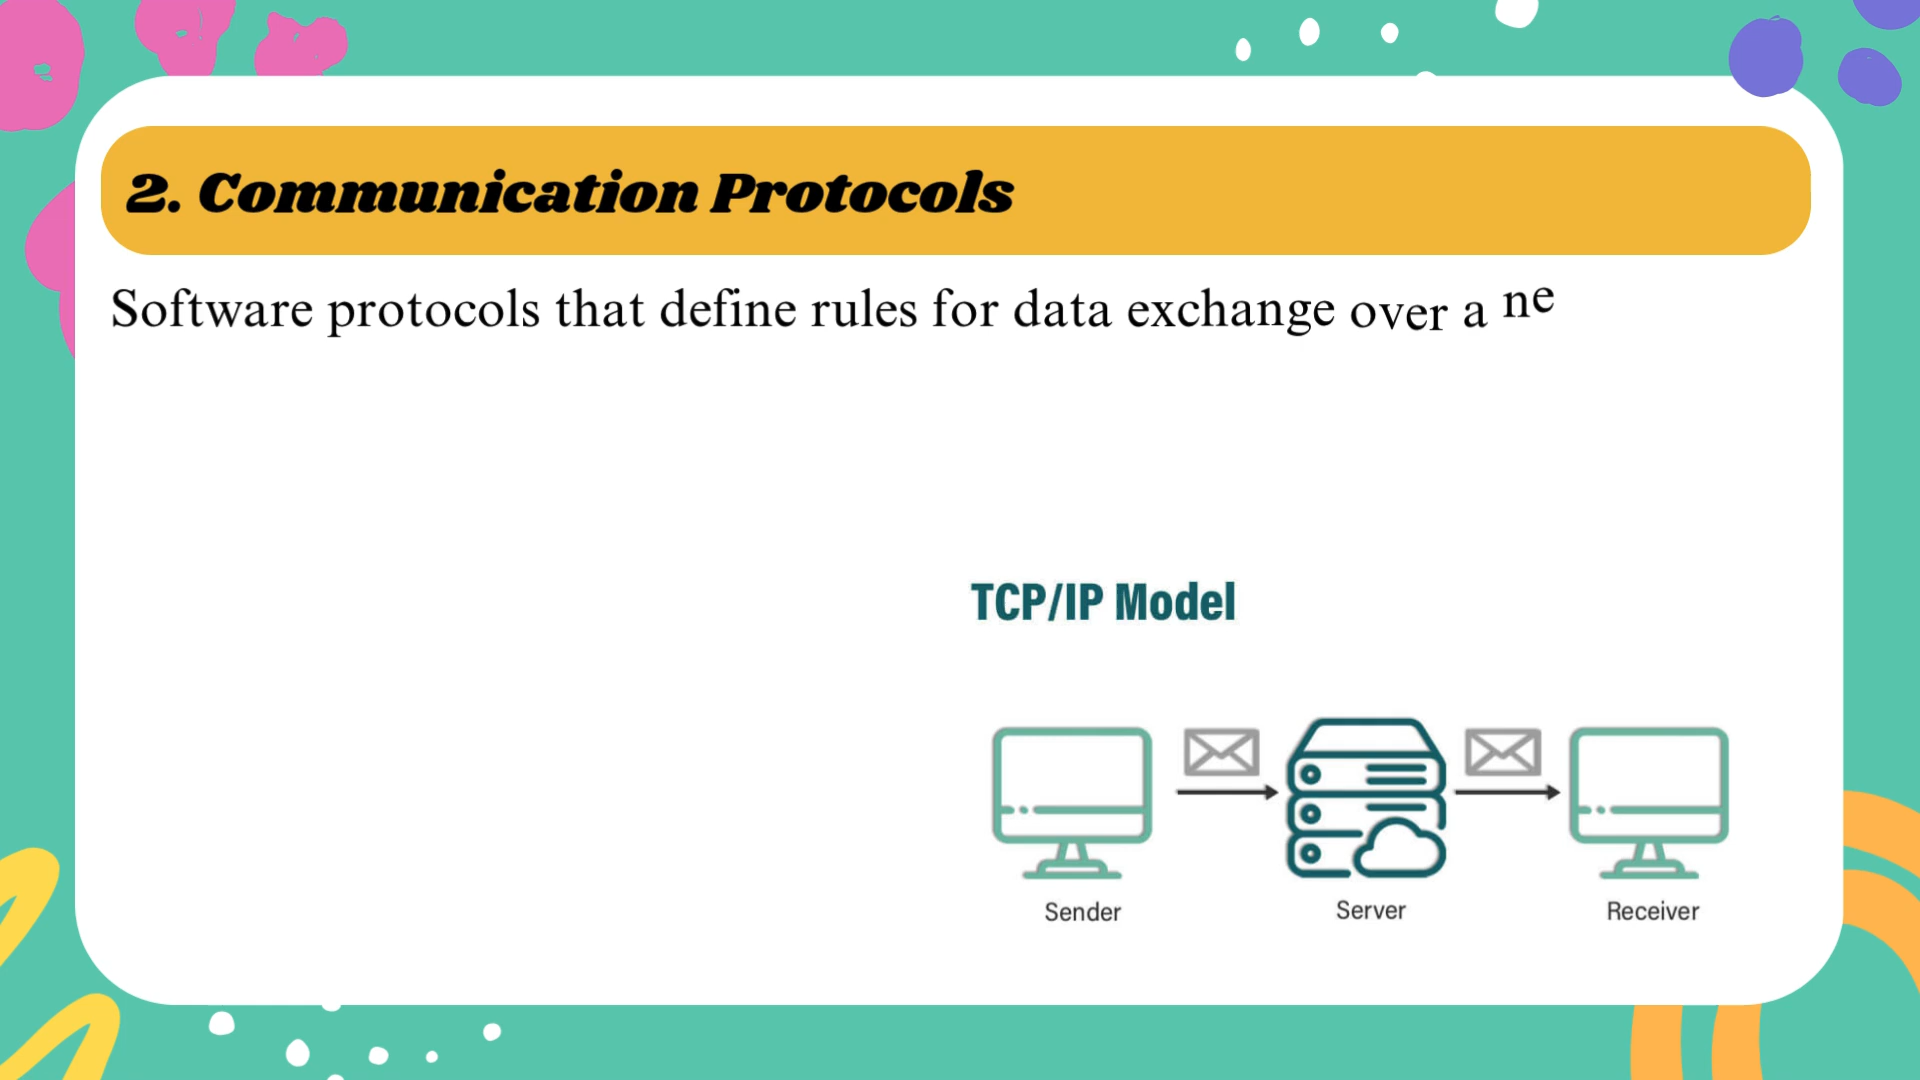 2. Communication Protocols
Software protocols that define rules for data exchange over a ne
TCP/IP Model
Sender
Server
Receiver